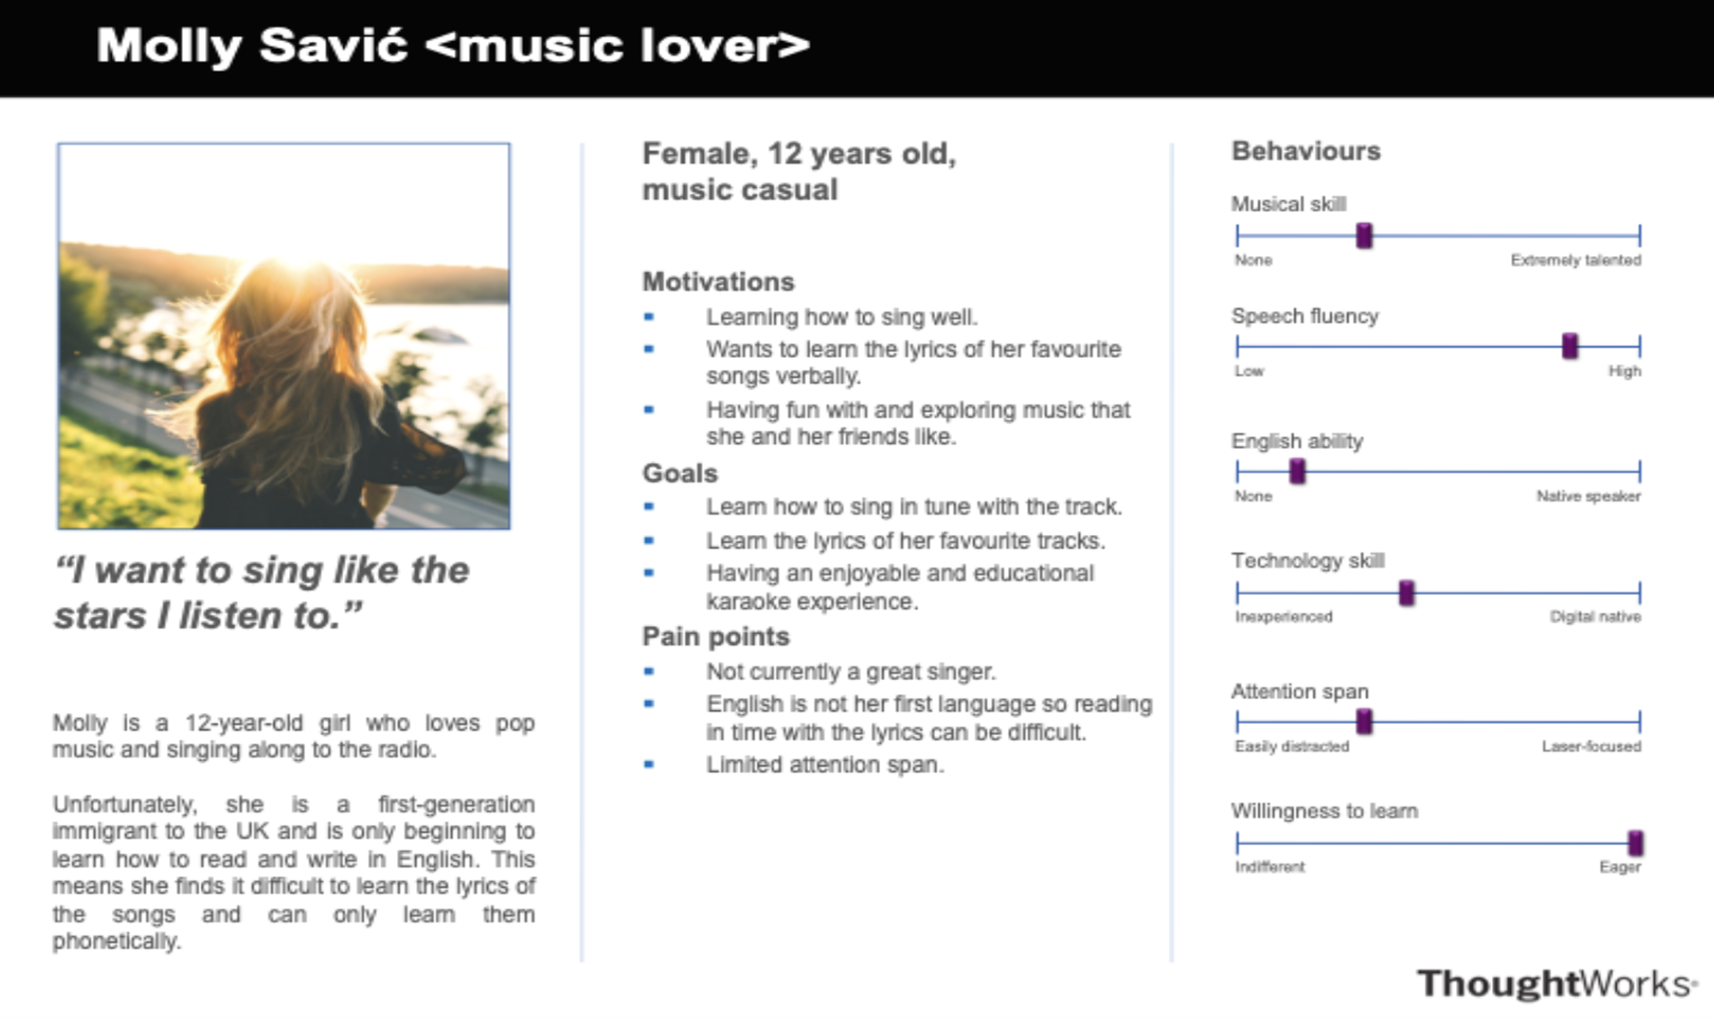 Molly Savić <music lover>
“I want to sing like the
stars I listen to.”
Molly is a 12-year-old girl who loves pop
music and singing along to the radio.
Unfortunately, she is a first-generation
immigrant to the UK and is only beginning to
learn how to read and write in English. This
means she finds it difficult to learn the lyrics of
the songs and can only learn them
phonetically.
Female, 12 years old,
music casual
Motivations
Learning how to sing well.
Wants to learn the lyrics of her favourite
songs verbally.
Having fun with and exploring music that
she and her friends like.
Goals
Learn how to sing in tune with the track.
Learn the lyrics of her favourite tracks.
Having an enjoyable and educational
karaoke experience.
Pain points
Not currently a great singer.
English is not her first language so reading
in time with the lyrics can be difficult.
Limited attention span.
Behaviours
Musical skill
None Extremely talented
Speech fluency
Low High
English ability
None Native speaker
Technology skill
Inexperienced Digital native
Attention span
Easily distracted Laser-focused
Willingness to learn
Indifferent Eager
ThoughtWorks